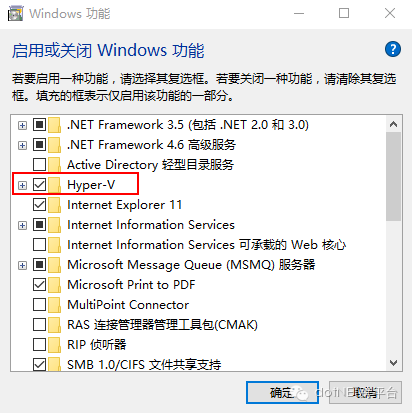 Windows 功能
启用或关闭 Windows 功能
若要启用一种功能，请选择其复选框。若要关闭一种功能，请清除其复选
框。填充的框表示仅启用该功能的一部分。
.NET Framework 3.5 (包括 .NET 2.0 和 3.0)
.NET Framework 4.6 高级服务
Active Directory 轻型目录服务
Hyper-V
Internet Explorer 11
Internet Information Services
Internet Information Services 可承载的 Web 核心
Microsoft Message Queue (MSMQ) 服务器
Microsoft Print to PDF
MultiPoint Connector
RAS 连接管理器管理工具包(CMAK)
RIP 侦听器
SMB 1.0/CIFS 文件共享支持
确定
取消
dotNET跨平台